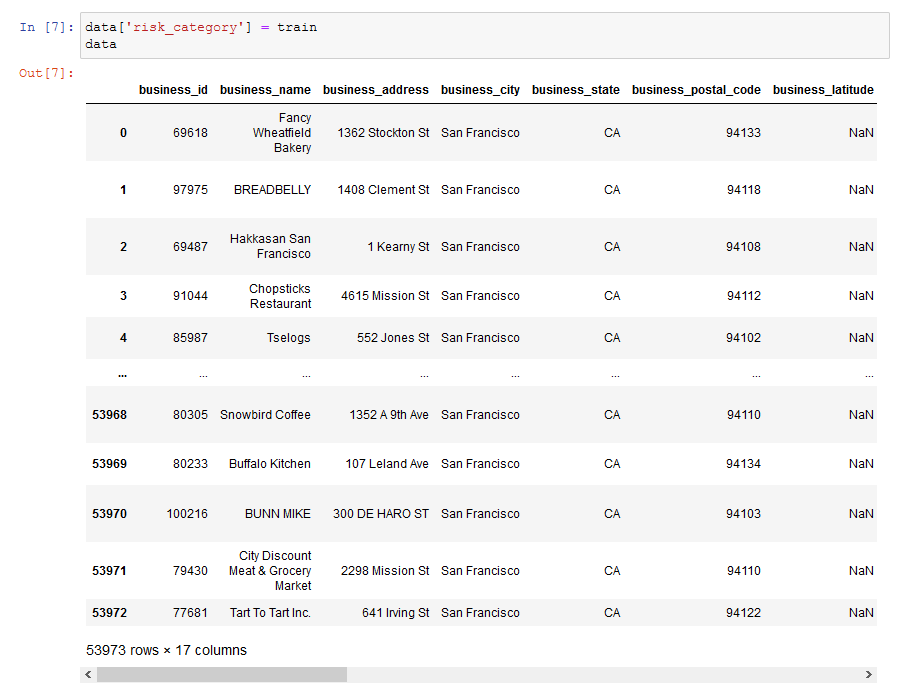 In [7]: data['risk_category'] = train
data
Out[7]:
business_id business_name business_address business_city business_state business_postal_code business_latitude
0 69618 Fancy Wheatfield Bakery 1362 Stockton St San Francisco CA 94133 NaN
1 97975 BREADBELLY 1408 Clement St San Francisco CA 94118 NaN
2 69487 Hakkasan San Francisco 1 Kearny St San Francisco CA 94108 NaN
3 91044 Chopsticks Restaurant 4615 Mission St San Francisco CA 94112 NaN
4 85987 Tselogs 552 Jones St San Francisco CA 94102 NaN
... ... ... ... ... ... ... ...
53968 80305 Snowbird Coffee 1352 A 9th Ave San Francisco CA 94110 NaN
53969 80233 Buffalo Kitchen 107 Leland Ave San Francisco CA 94134 NaN
53970 100216 BUNN MIKE 300 DE HARO ST San Francisco CA 94103 NaN
53971 79430 City Discount Meat & Grocery Market 2298 Mission St San Francisco CA 94110 NaN
53972 77681 Tart To Tart Inc. 641 Irving St San Francisco CA 94122 NaN
53973 rows × 17 columns